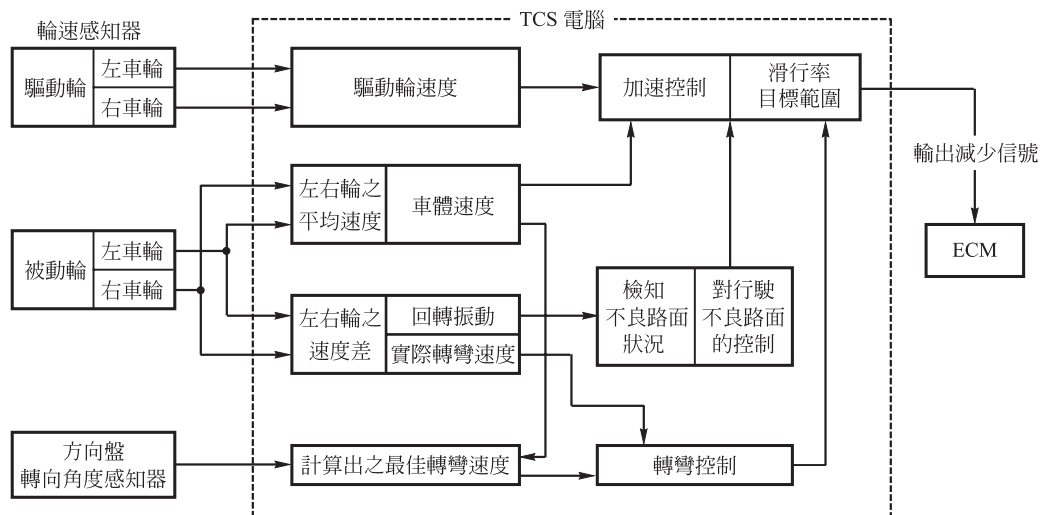 TCS 電腦
輪速感知器
驅動輪
左車輪
右車輪
驅動輪速度
加速控制
滑行率
目標範圍
輸出減少信號
ECM
被動輪
左車輪
右車輪
左右輪之
平均速度
車體速度
左右輪之
速度差
回轉振動
實際轉彎速度
檢知
不良路面
狀況
對行駛
不良路面
的控制
方向盤
轉向角度感知器
計算出之最佳轉彎速度
轉彎控制